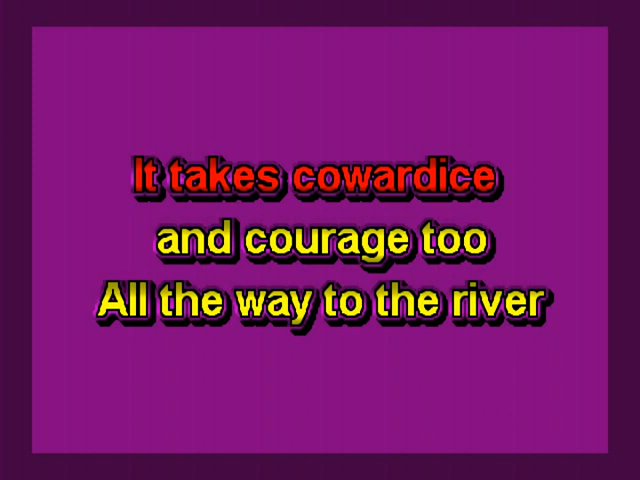 It takes cowardice
and courage too
All the way to the river